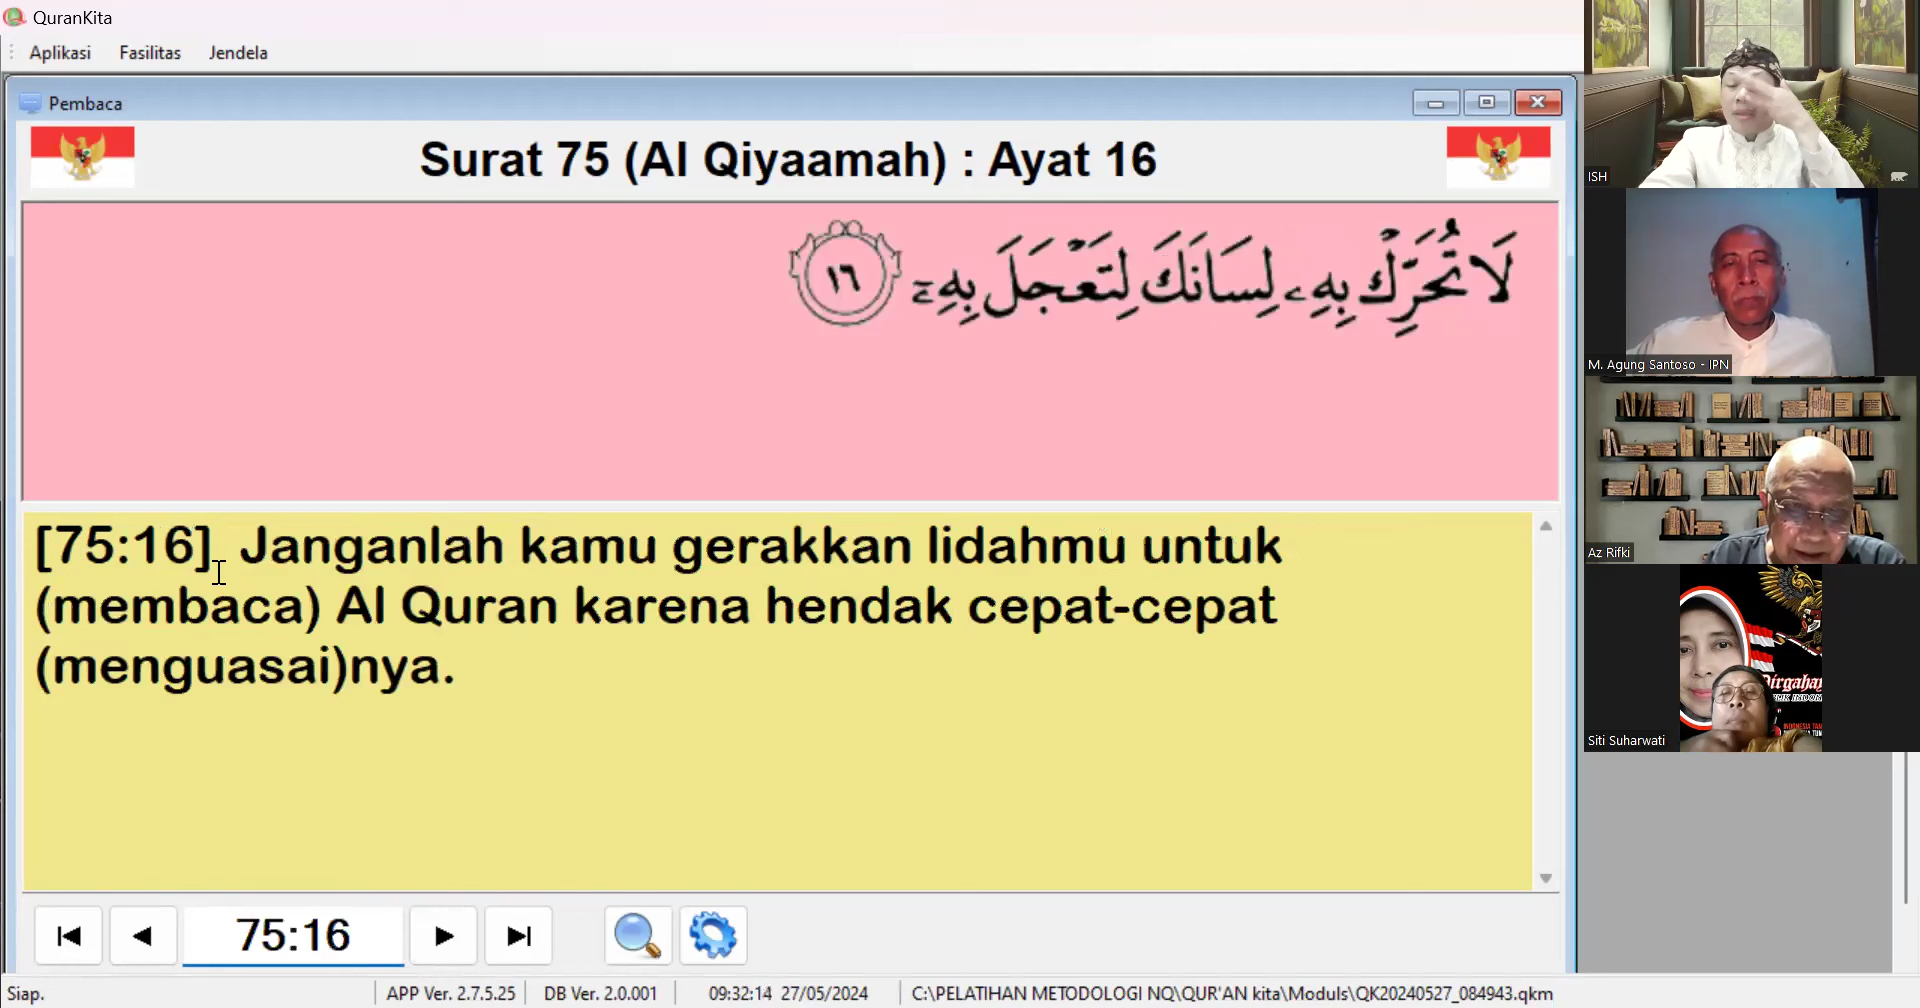 QuranKita
Aplikasi Fasilitas Jendela
Pembaca
Surat 75 (Al Qiyaamah) : Ayat 16
لَا تُحَرِّكْ بِهِۦ لِسَانَكَ لِتَعْجَلَ بِهِۦٓ ١٦
[75:16] Janganlah kamu gerakkan lidahmu untuk
(membaca) Al Quran karena hendak cepat-cepat
(menguasai)nya.
75:16
Siap. APP Ver. 2.7.5.25 DB Ver. 2.0.001 09:32:14 27/05/2024 C:\PELATIHAN METODOLOGI NQ\QUR'AN kita\Moduls\QK20240527_084943.qkm
ISH
M. Agung Santoso - IPN
Az Rifki
Siti Suharwati